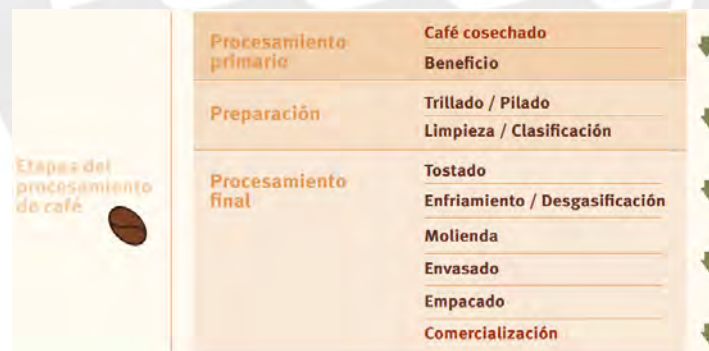 Etapas del
procesamiento
de café
Procesamiento
primario
Café cosechado
Beneficio
Preparación
Trillado / Pilado
Limpieza / Clasificación
Procesamiento
final
Tostado
Enfriamiento / Desgasificación
Molienda
Envasado
Empacado
Comercialización